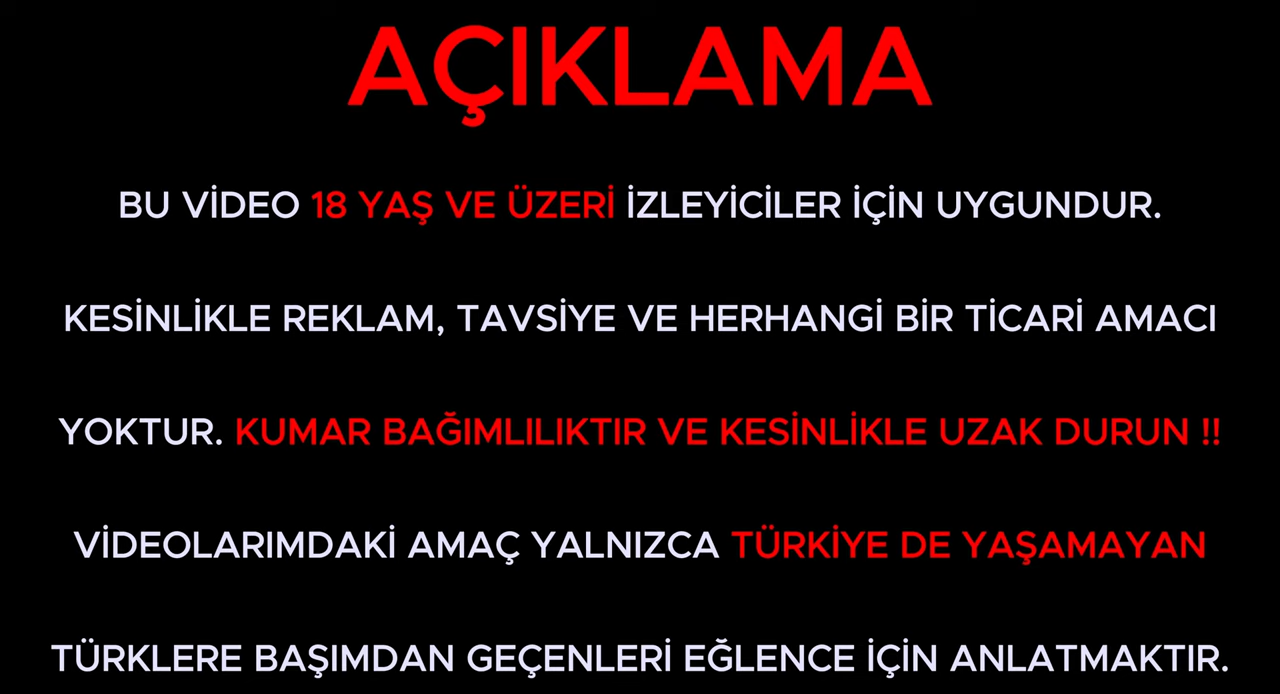 AÇIKLAMA
BU VİDEO 18 YAŞ VE ÜZERİ İZLEYİCİLER İÇİN UYGUNDUR.
KESİNLİKLE REKLAM, TAVSİYE VE HERHANGİ BİR TİCARİ AMACI
YOKTUR. KUMAR BAĞIMLILIKTIR VE KESİNLİKLE UZAK DURUN !!
VİDEOLARIMDAKİ AMAÇ YALNIZCA TÜRKİYE DE YAŞAMAYAN
TÜRKLERE BAŞIMDAN GEÇENLERİ EĞLENCE İÇİN ANLATMAKTIR.